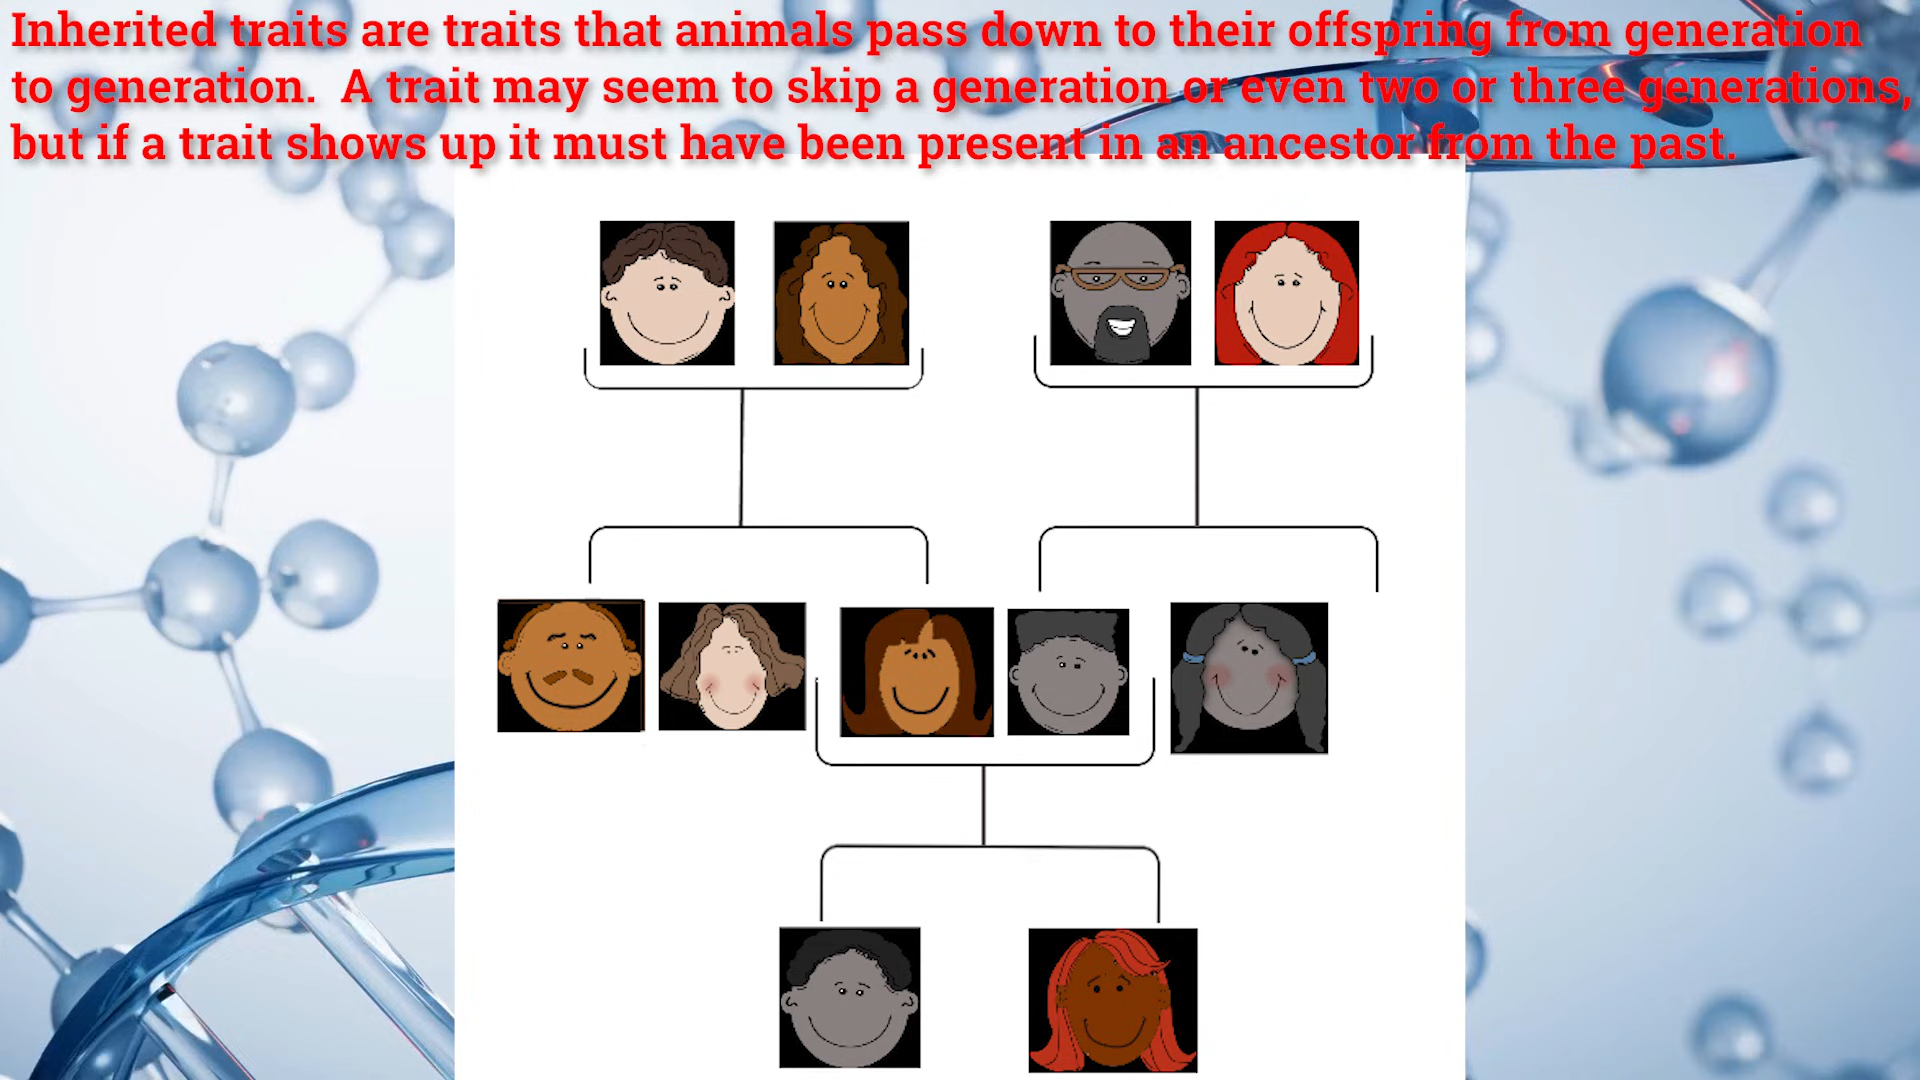 Inherited traits are traits that animals pass down to their offspring from generation
to generation.  A trait may seem to skip a generation or even two or three generations,
but if a trait shows up it must have been present in an ancestor from the past.